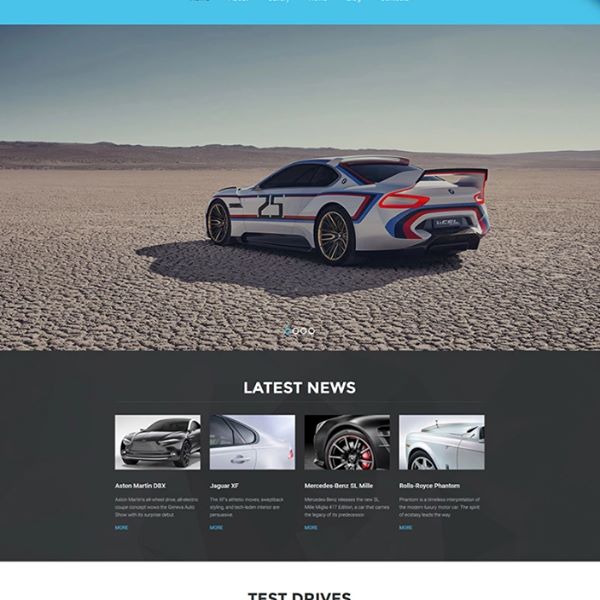 25
LATEST NEWS
Aston Martin DBX
Aston Martin's all-wheel drive, all-electric
coupe concept wows the Geneva Auto
Show with its surprise debut
MORE
Jaguar XF
The XF's athletic moves, sweptback
styling, and tech-laden interior are
persuasive.
MORE
Mercedes-Benz SL Mille
Mercedes-Benz releases the new SL
Mille Miglia 417 Edition, a car that carries
the legacy of its predecessor
MORE
Rolls-Royce Phantom
Phantom is a timeless interpretation of
the modern luxury motor car. The spirit
of ecstasy leads the way.
MORE
TEST DRIVES